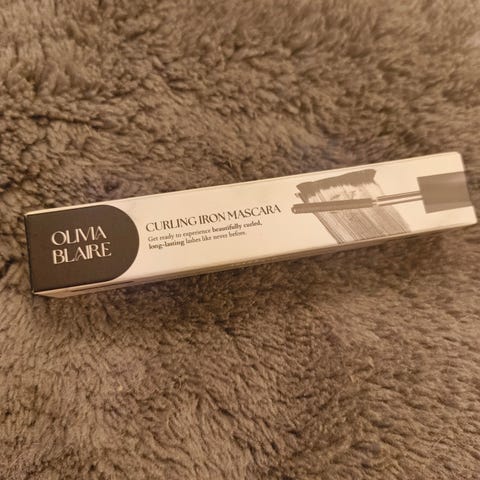 OLIVIA
BLAIRE
CURLING IRON MASCARA
Get ready to experience beautifully curled,
long-lasting lashes like never before.